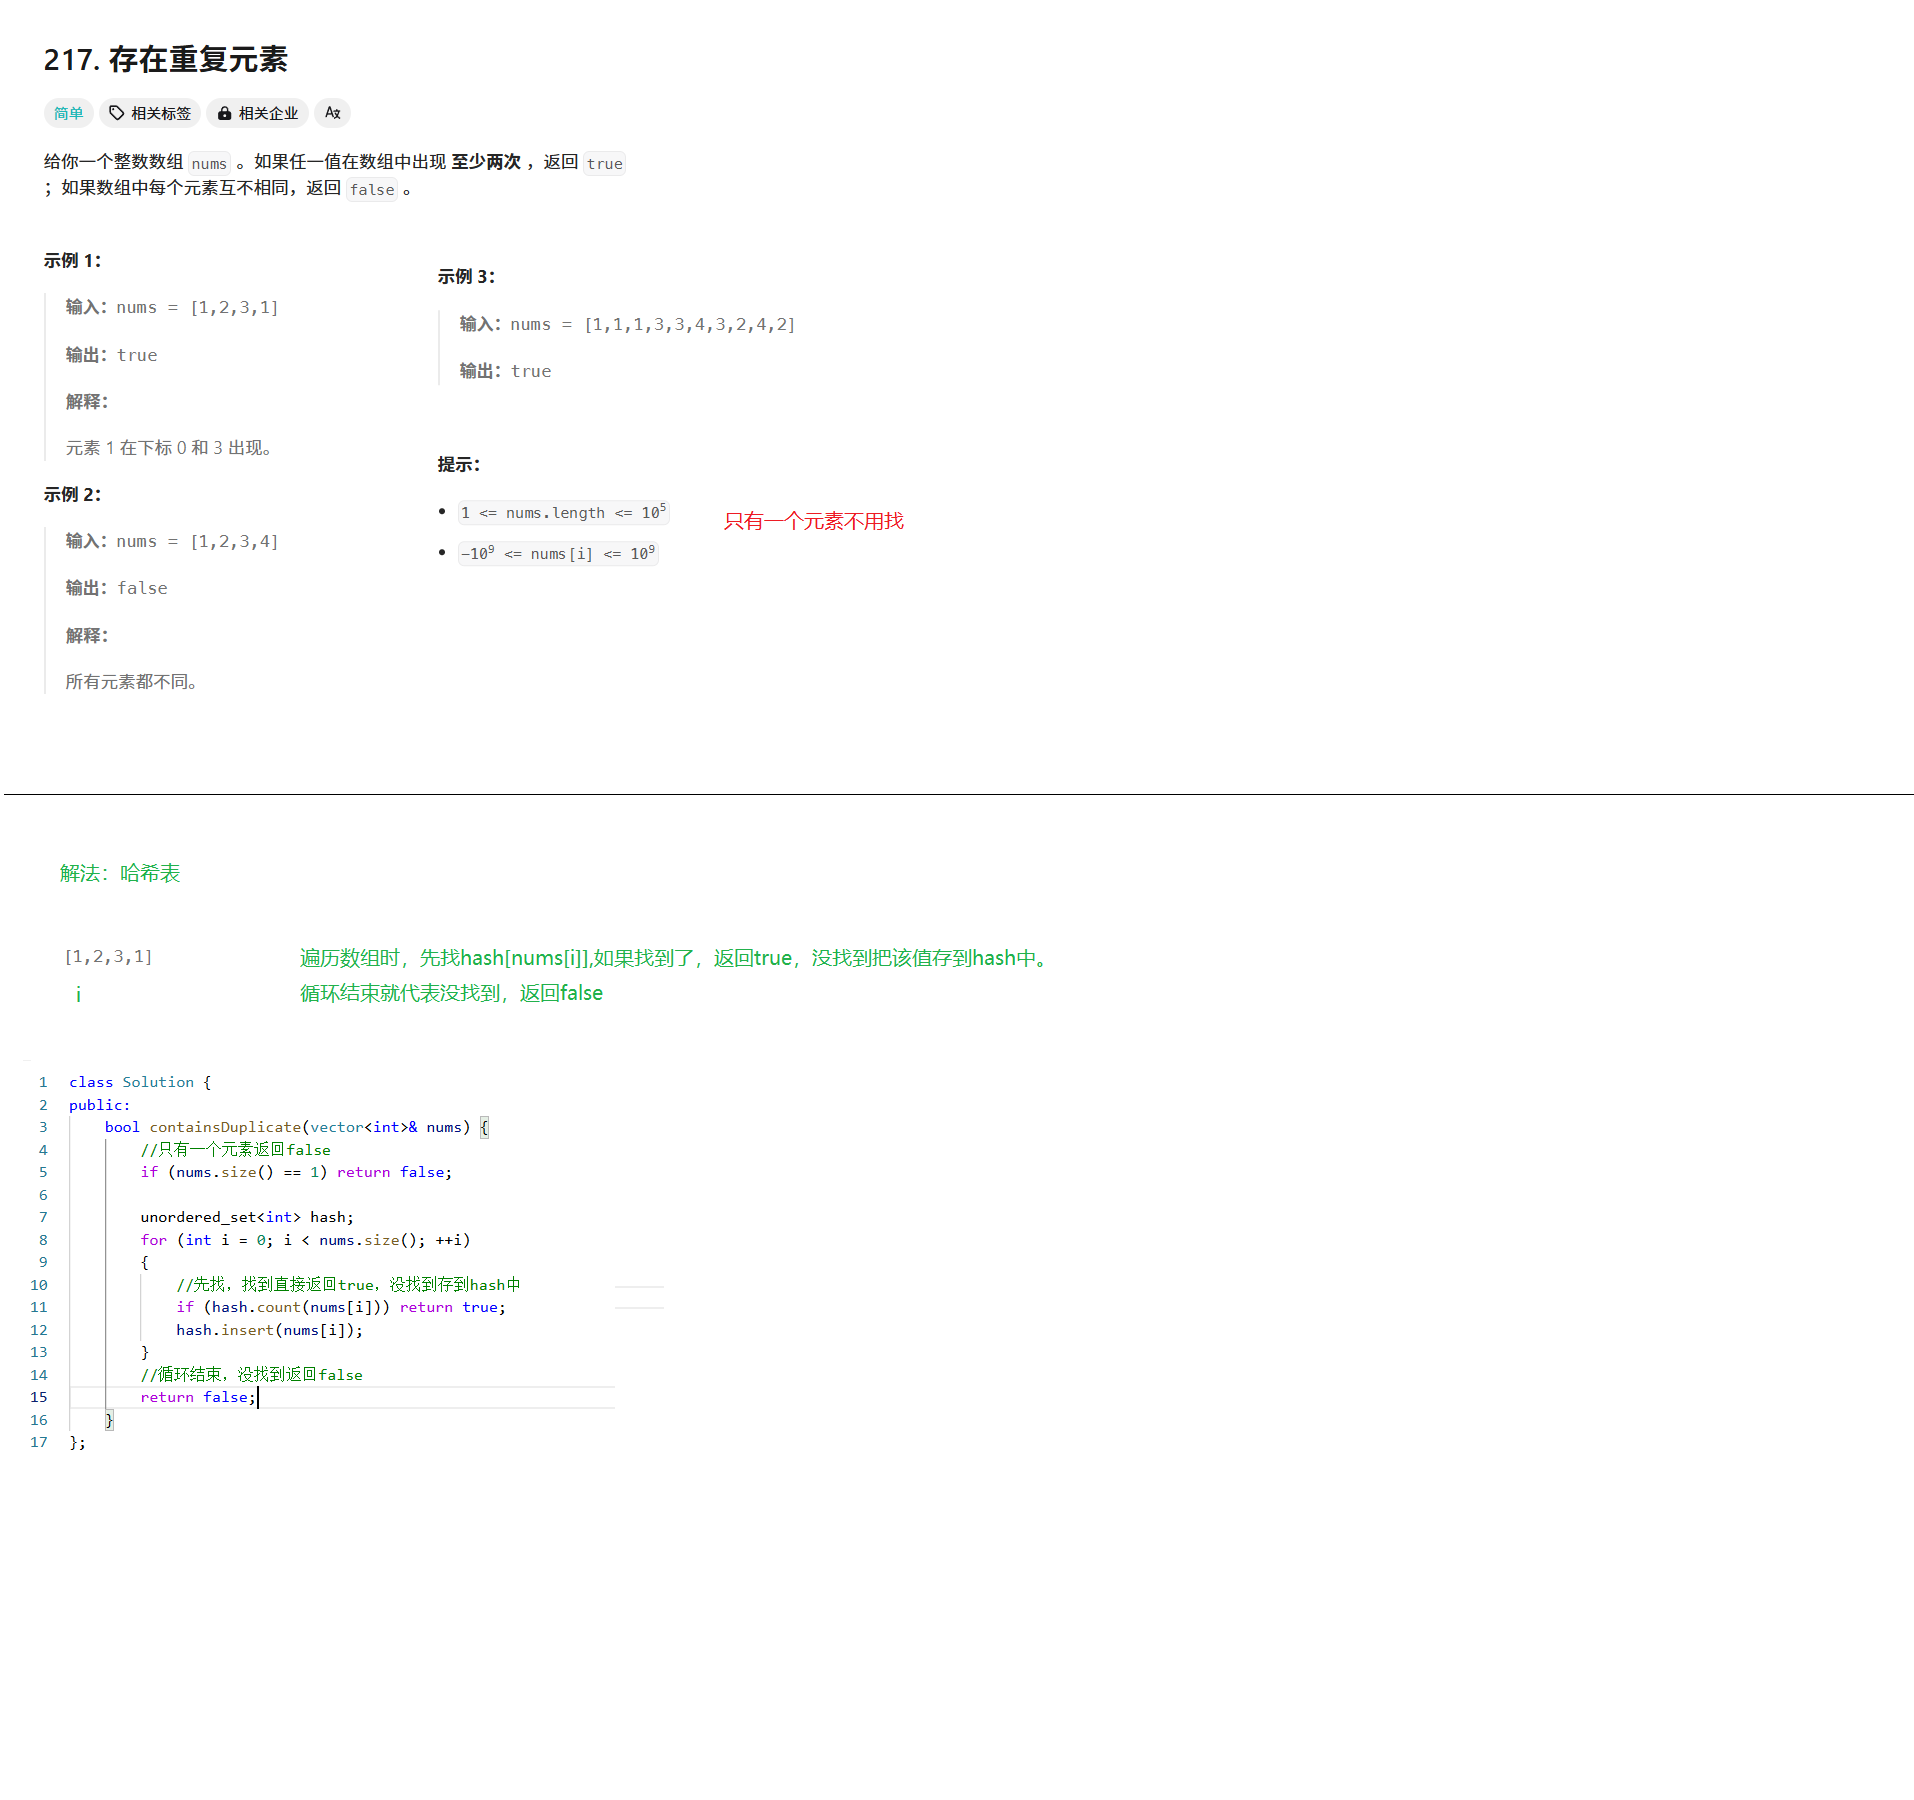 217. 存在重复元素
简单 相关标签 相关企业
给你一个整数数组 nums 。如果任一值在数组中出现 至少两次 ，返回 true
；如果数组中每个元素互不相同，返回 false 。
示例 1：
输入：nums = [1,2,3,1]
输出：true
解释：
元素 1 在下标 0 和 3 出现。
示例 2：
输入：nums = [1,2,3,4]
输出：false
解释：
所有元素都不同。
示例 3：
输入：nums = [1,1,1,3,3,4,3,2,4,2]
输出：true
提示：
• 1 <= nums.length <= 10⁵
只有一个元素不用找
• -10⁹ <= nums[i] <= 10⁹
解法：哈希表
[1,2,3,1]
i
遍历数组时，先找hash[nums[i]],如果找到了，返回true，没找到把该值存到hash中。
循环结束就代表没找到，返回false
1 class Solution {
2 public:
3     bool containsDuplicate(vector<int>& nums) {
4         //只有一个元素返回false
5         if (nums.size() == 1) return false;
6
7         unordered_set<int> hash;
8         for (int i = 0; i < nums.size(); ++i)
9         {
10             //先找，找到直接返回true，没找到存到hash中
11             if (hash.count(nums[i])) return true;
12             hash.insert(nums[i]);
13         }
14         //循环结束，没找到返回false
15         return false;
16     }
17 };